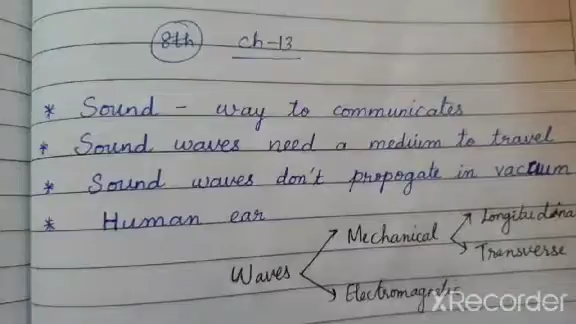 8th ch-13
* Sound - way to communicates
* Sound waves need a medium to travel
* Sound waves don't propogate in vaccum
* Human ear
Waves
Mechanical
Longitudinal
Transverse
Electromagnetic
XRecorder